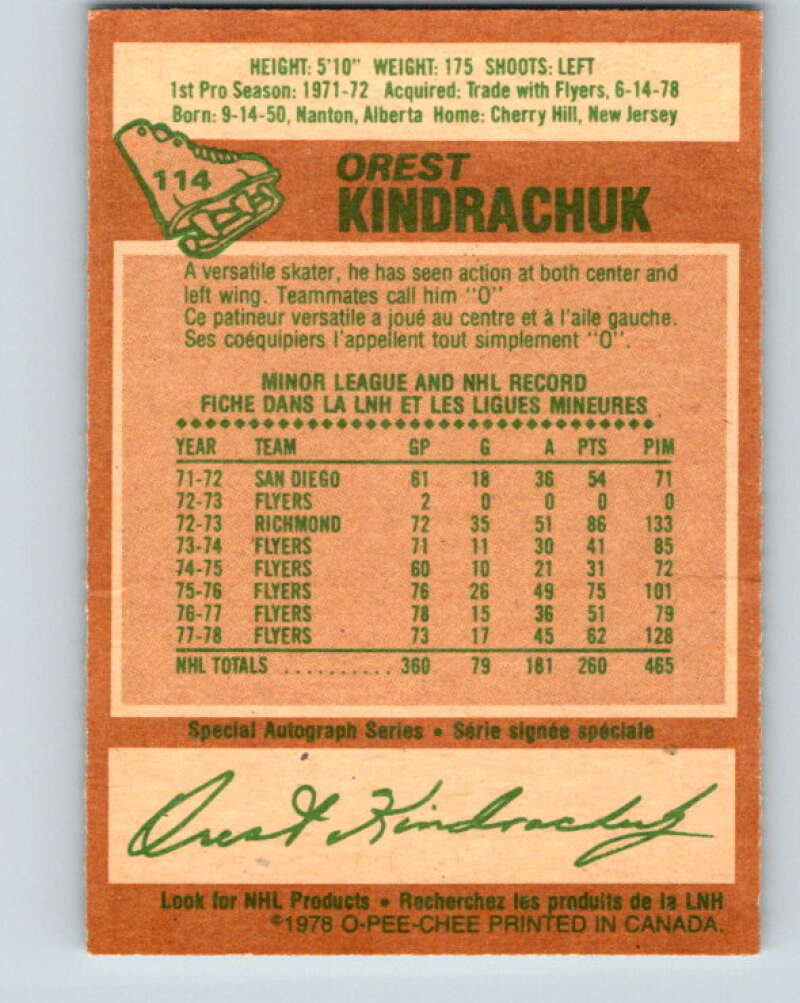 HEIGHT: 5'10" WEIGHT: 175 SHOOTS: LEFT
1st Pro Season: 1971-72 Acquired: Trade with Flyers, 6-14-78
Born: 9-14-50, Nanton, Alberta Home: Cherry Hill, New Jersey
114
OREST
KINDRACHUK
A versatile skater, he has seen action at both center and
left wing. Teammates call him "O"
Ce patineur versatile a joué au centre et à l'aile gauche.
Ses coéquipiers l'appellent tout simplement "O".
MINOR LEAGUE AND NHL RECORD
FICHE DANS LA LNH ET LES LIGUES MINEURES
YEAR TEAM GP G A PTS PIM
71-72 SAN DIEGO 61 18 36 54 71
72-73 FLYERS 2 0 0 0 0
72-73 RICHMOND 72 35 51 86 133
73-74 FLYERS 71 11 30 41 85
74-75 FLYERS 60 10 21 31 72
75-76 FLYERS 76 26 49 75 101
76-77 FLYERS 78 15 36 51 79
77-78 FLYERS 73 17 45 62 128
NHL TOTALS .......... 360 79 181 260 465
Special Autograph Series • Série signée spéciale
Orest Kindrachuk
Look for NHL Products • Recherchez les produits de la LNH
©1978 O-PEE-CHEE PRINTED IN CANADA.